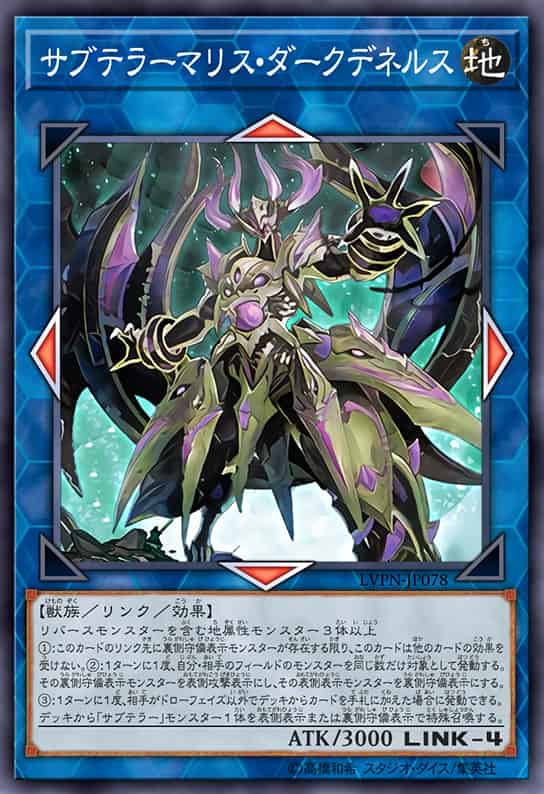 サブテラーマリス・ダークデネルス 地
LVPN-JP078
【獣族/リンク/効果】
リバースモンスターを含む地属性モンスター3体以上
①:このカードのリンク先に裏側守備表示モンスターが存在する限り、このカードは他のカードの効果を
受けない。②:1ターンに1度、自分・相手のフィールドのモンスターを同じ数だけ対象として発動する。
その裏側守備表示モンスターを表側攻撃表示にし、その表側表示モンスターを裏側守備表示にする。
③:1ターンに1度、相手がドローフェイズ以外でデッキからカードを手札に加えた場合に発動できる。
デッキから「サブテラー」モンスター1体を表側表示または裏側守備表示で特殊召喚する。
ATK/3000 LINK-4
©高橋和希 スタジオ・ダイス/集英社